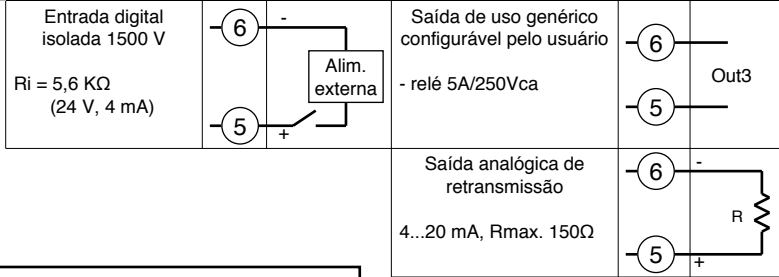 Entrada digital
isolada 1500 V
Ri = 5,6 KΩ
(24 V, 4 mA)
6
-
Alim.
externa
5
+
Saída de uso genérico
configurável pelo usuário
- relé 5A/250Vca
6
Out3
5
Saída analógica de
retransmissão
4...20 mA, Rmax. 150Ω
6
-
R
5
+